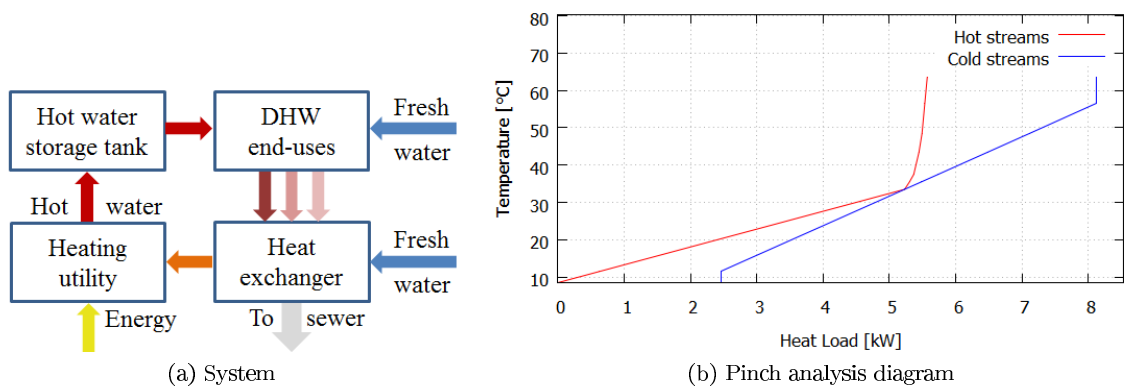 Hot water
storage tank
DHW
end-uses
Fresh
water
Hot water
Heating
utility
Heat
exchanger
Fresh
water
Energy
To sewer
(a) System
80
70
60
50
40
30
20
10
Temperature [°C]
Hot streams
Cold streams
0 1 2 3 4 5 6 7 8
Heat Load [kW]
(b) Pinch analysis diagram